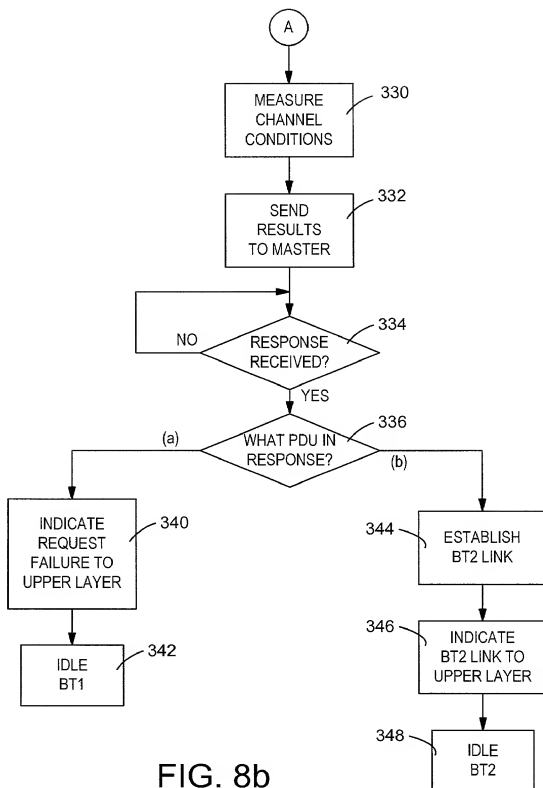 A
MEASURE
CHANNEL
CONDITIONS
330
SEND
RESULTS
TO MASTER
332
NO
RESPONSE
RECEIVED?
334
YES
(a)
WHAT PDU IN
RESPONSE?
336
(b)
INDICATE
REQUEST
FAILURE TO
UPPER LAYER
340
344
ESTABLISH
BT2 LINK
IDLE
BT1
342
346
INDICATE
BT2 LINK TO
UPPER LAYER
348
IDLE
BT2
FIG. 8b